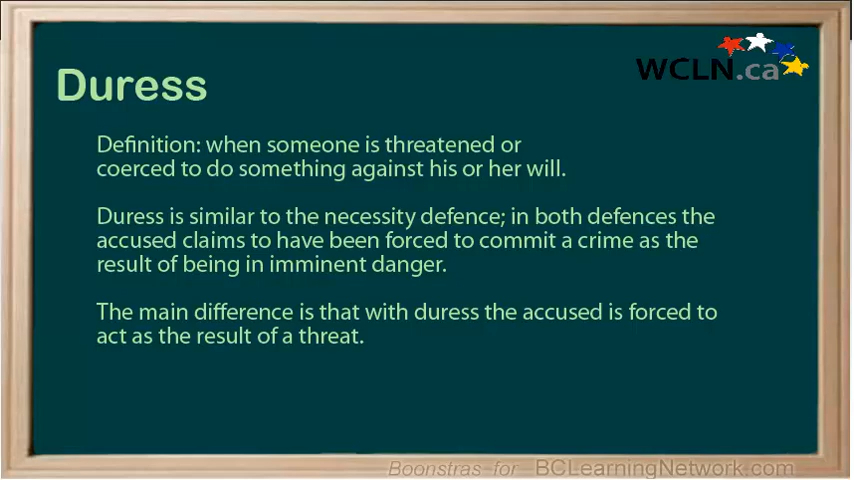 WCLN.ca
Duress
Definition: when someone is threatened or
coerced to do something against his or her will.
Duress is similar to the necessity defence; in both defences the
accused claims to have been forced to commit a crime as the
result of being in imminent danger.
The main difference is that with duress the accused is forced to
act as the result of a threat.
Boonstras for BCLearningNetwork.com